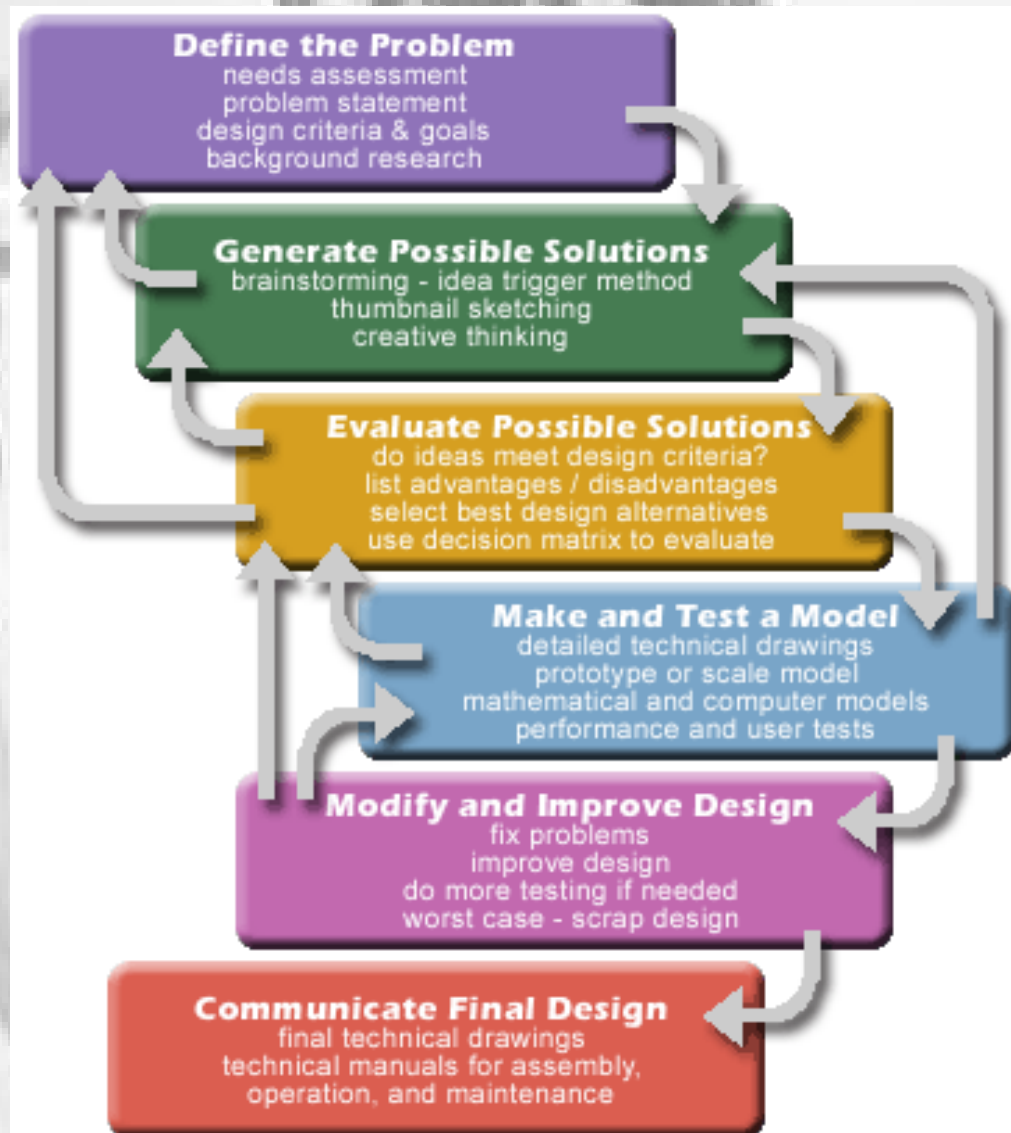 Define the Problem
needs assessment
problem statement
design criteria & goals
background research
Generate Possible Solutions
brainstorming - idea trigger method
thumbnail sketching
creative thinking
Evaluate Possible Solutions
do ideas meet design criteria?
list advantages / disadvantages
select best design alternatives
use decision matrix to evaluate
Make and Test a Model
detailed technical drawings
prototype or scale model
mathematical and computer models
performance and user tests
Modify and Improve Design
fix problems
improve design
do more testing if needed
worst case - scrap design
Communicate Final Design
final technical drawings
technical manuals for assembly,
operation, and maintenance